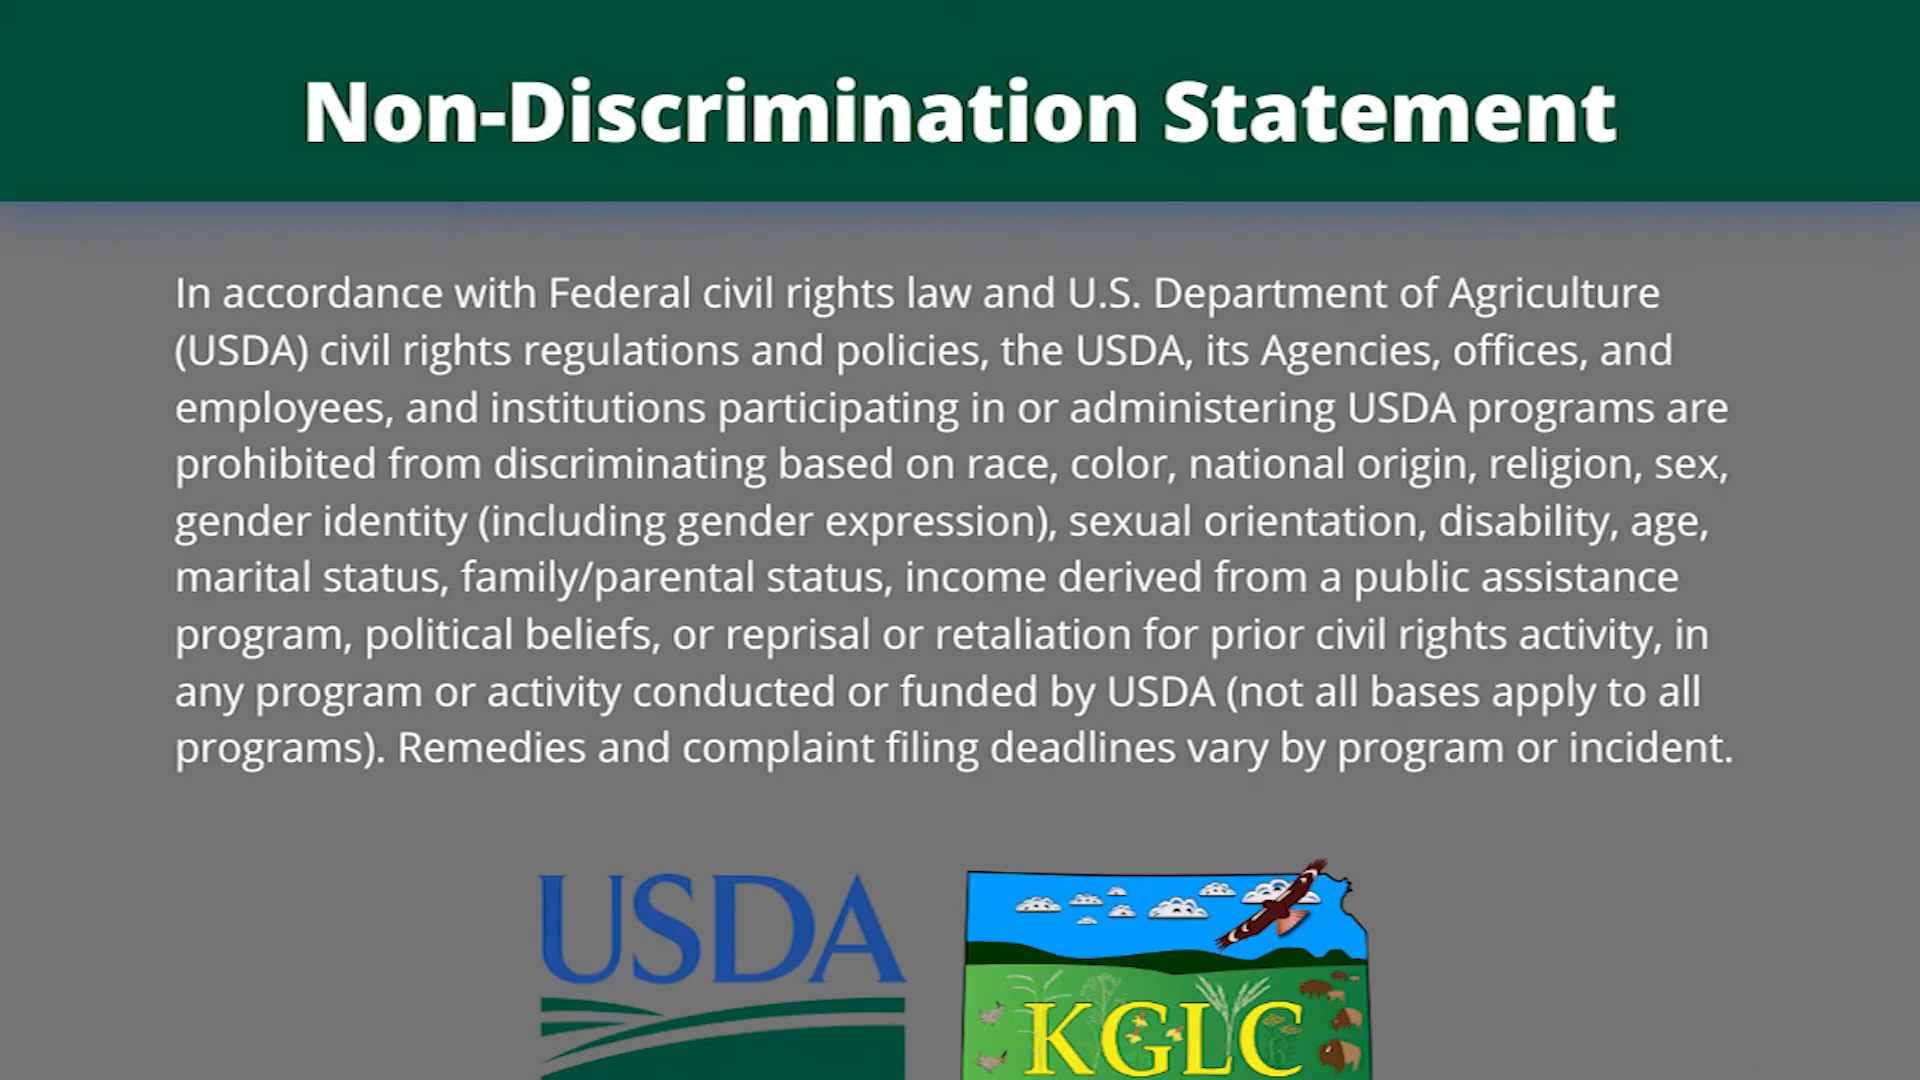 Non-Discrimination Statement
In accordance with Federal civil rights law and U.S. Department of Agriculture
(USDA) civil rights regulations and policies, the USDA, its Agencies, offices, and
employees, and institutions participating in or administering USDA programs are
prohibited from discriminating based on race, color, national origin, religion, sex,
gender identity (including gender expression), sexual orientation, disability, age,
marital status, family/parental status, income derived from a public assistance
program, political beliefs, or reprisal or retaliation for prior civil rights activity, in
any program or activity conducted or funded by USDA (not all bases apply to all
programs). Remedies and complaint filing deadlines vary by program or incident.
USDA
KGLC